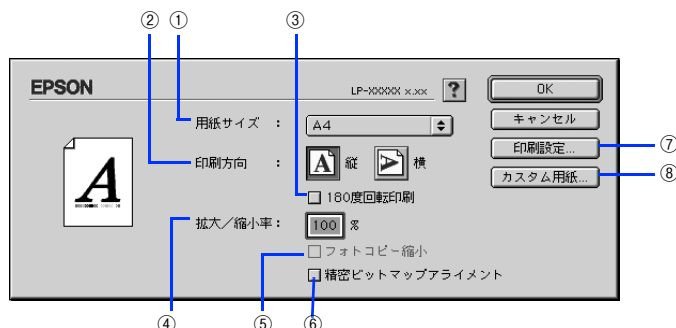 ② ① ③
EPSON
LP-XXXXX x.xx ?
OK
用紙サイズ : A4
キャンセル
印刷方向 : A 縦 A 横
印刷設定... ⑦
カスタム用紙... ⑧
A
180度回転印刷
拡大/縮小率: 100 %
フォトコピー縮小
精密ビットマップアライメント
④ ⑤ ⑥